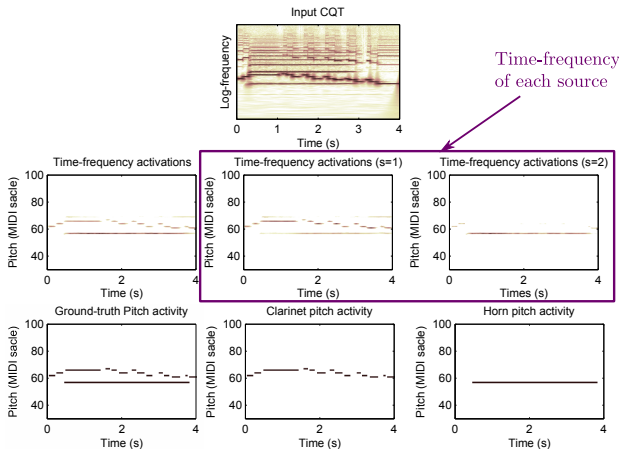 Input CQT
Log-frequency
0 1 2 3 4
Time (s)
Time-frequency
of each source
Time-frequency activations
Pitch (MIDI sacle)
100
80
60
40
0 2 4
Time (s)
Time-frequency activations (s=1)
Pitch (MIDI sacle)
100
80
60
40
0 2 4
Time (s)
Time-frequency activations (s=2)
Pitch (MIDI sacle)
100
80
60
40
0 2 4
Times (s)
Ground-truth Pitch activity
Pitch (MIDI sacle)
100
80
60
40
0 2 4
Time (s)
Clarinet pitch activity
Pitch (MIDI sacle)
100
80
60
40
0 2 4
Time (s)
Horn pitch activity
Pitch (MIDI sacle)
100
80
60
40
0 2 4
Time (s)